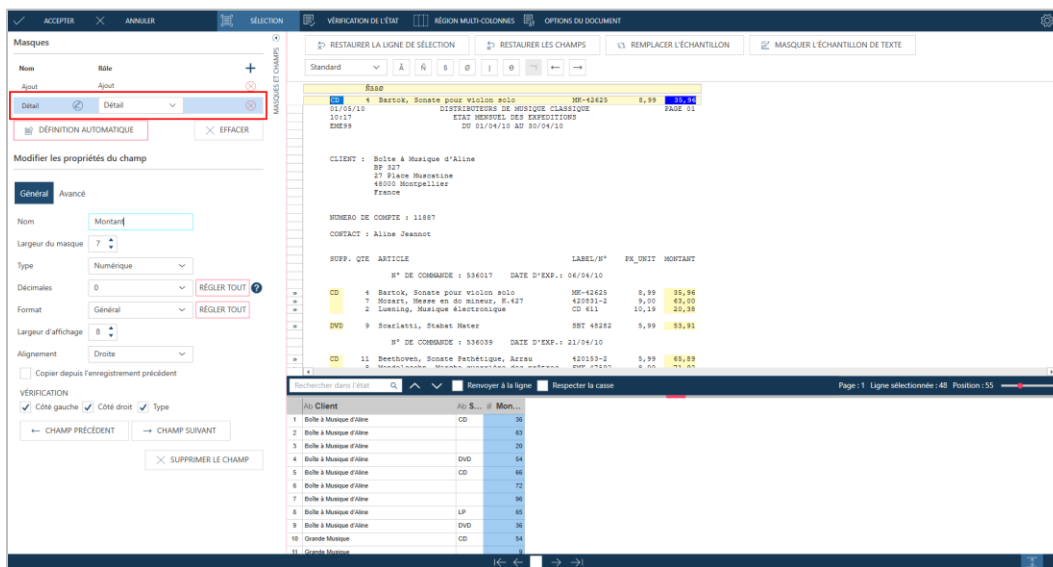 ACCEPTER ANNULER SÉLECTION VÉRIFICATION DE L'ÉTAT RÉGION MULTI-COLONNES OPTIONS DU DOCUMENT
Masques
Nom Rôle
Ajout Ajout
Détail Détail
DÉFINITION AUTOMATIQUE EFFACER
Modifier les propriétés du champ
Général Avancé
Nom Montant
Largeur du masque 7
Type Numérique
Décimales 0 RÉGLER TOUT
Format Général RÉGLER TOUT
Largeur d'affichage 8
Alignement Droite
Copier depuis l'enregistrement précédent
VÉRIFICATION
Côté gauche Côté droit Type
← CHAMP PRÉCÉDENT → CHAMP SUIVANT
SUPPRIMER LE CHAMP
MASQUES ET CHAMPS
RESTAURER LA LIGNE DE SÉLECTION RESTAURER LES CHAMPS REMPLACER L'ÉCHANTILLON MASQUER L'ÉCHANTILLON DE TEXTE
Standard Ã Ñ ß Ø | ← →
Ñßßø
CD 4 Bartok, Sonate pour violon solo MK-42625 8,99 35,96
01/05/10 DISTRIBUTEURS DE MUSIQUE CLASSIQUE PAGE 01
10:17 ETAT MENSUEL DES EXPEDITIONS
EME99 DU 01/04/10 AU 30/04/10
CLIENT : Boîte à Musique d'Aline
BP 327
27 Place Muscatine
48000 Montpellier
France
NUMERO DE COMPTE : 11887
CONTACT : Aline Jeannot
SUPP. QTE ARTICLE LABEL/N° PX_UNIT MONTANT
N° DE COMMANDE : 536017 DATE D'EXP.: 06/04/10
CD 4 Bartok, Sonate pour violon solo MK-42625 8,99 35,96
7 Mozart, Messe en do mineur, K.427 420831-2 9,00 63,00
2 Luening, Musique électronique CD 611 10,19 20,38
DVD 9 Scarlatti, Stabat Mater SBT 48282 5,99 53,91
N° DE COMMANDE : 536039 DATE D'EXP.: 21/04/10
CD 11 Beethoven, Sonate Pathétique, Arrau 420153-2 5,99 65,89
Rechercher dans l'état Renvoyer à la ligne Respecter la casse Page : 1 Ligne sélectionnée : 48 Position : 55
Ab Client Ab S... # Mon...
1 Boîte à Musique d'Aline CD 36
2 Boîte à Musique d'Aline 63
3 Boîte à Musique d'Aline 20
4 Boîte à Musique d'Aline DVD 54
5 Boîte à Musique d'Aline CD 66
6 Boîte à Musique d'Aline 72
7 Boîte à Musique d'Aline 96
8 Boîte à Musique d'Aline LP 85
9 Boîte à Musique d'Aline DVD 36
10 Grande Musique CD 54
11 Grande Musique 9